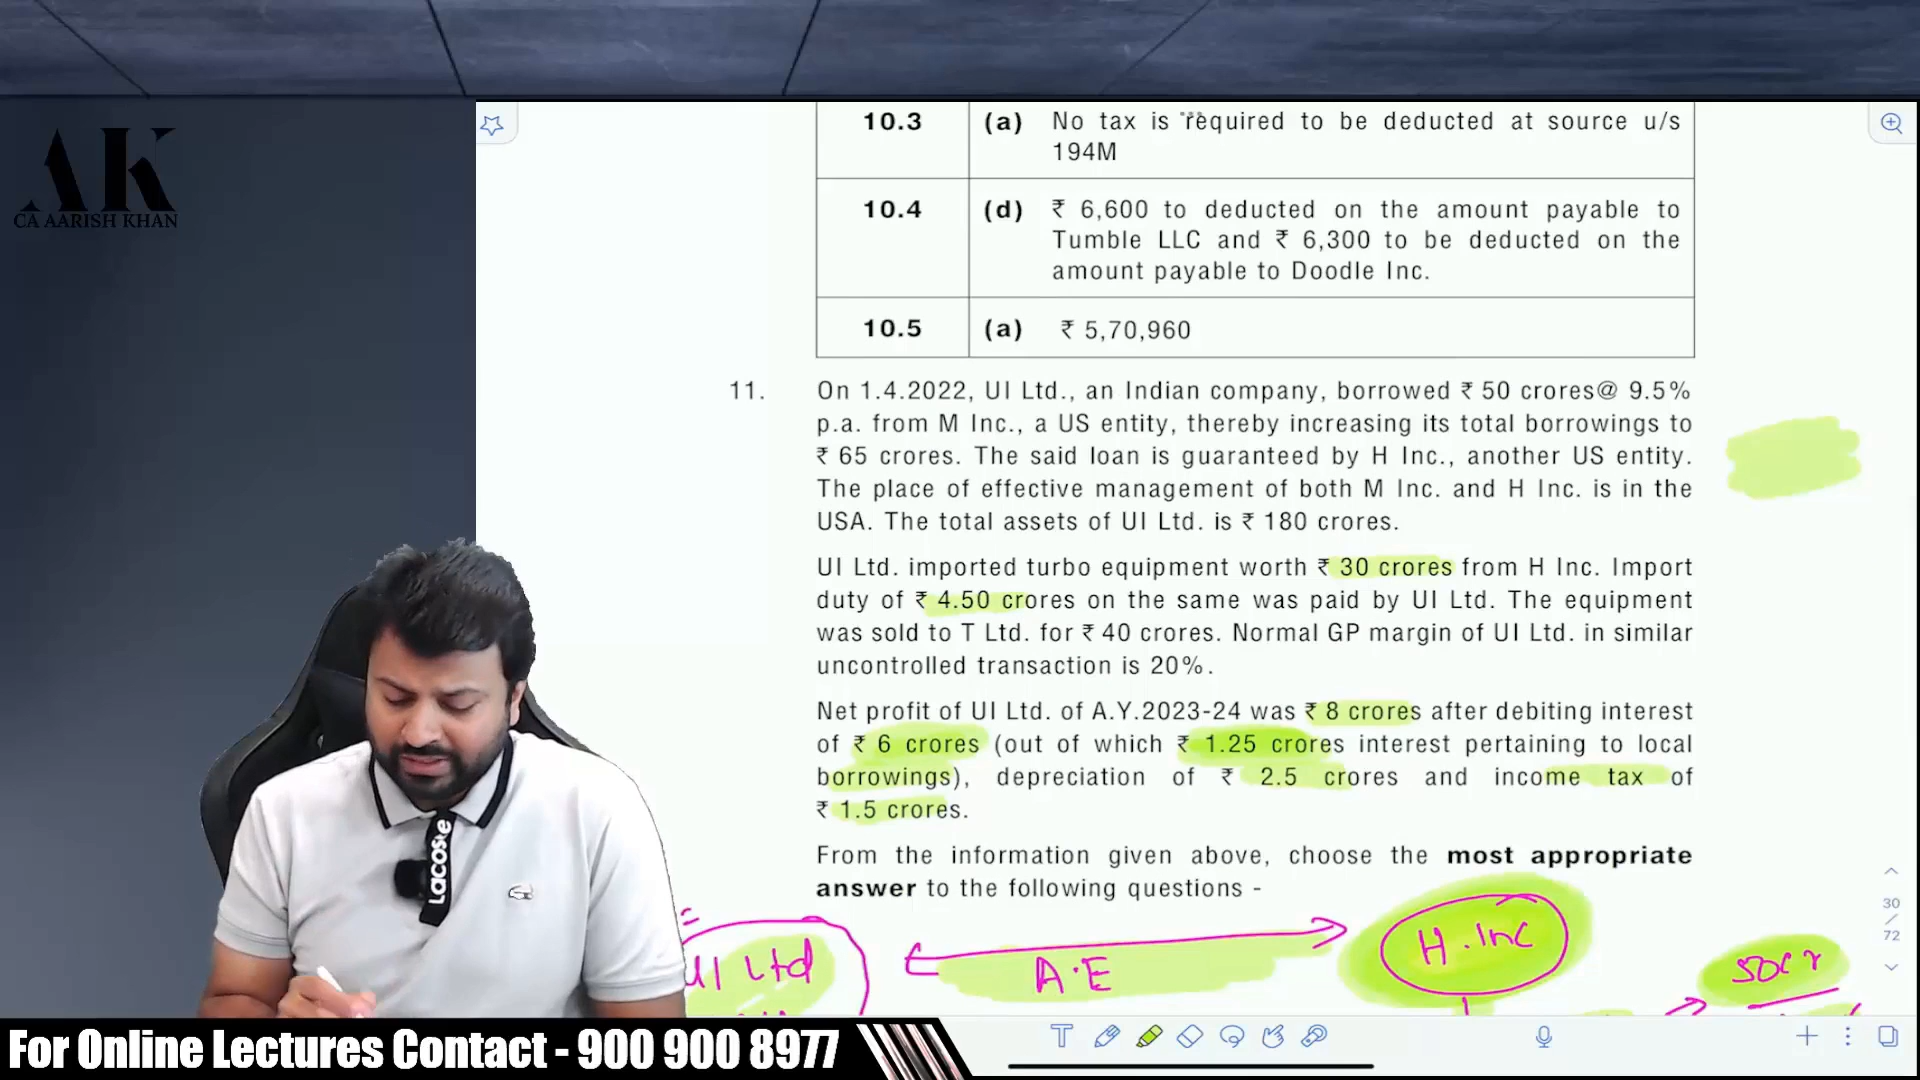 AK
CA AARISH KHAN
10.3 (a) No tax is required to be deducted at source u/s
194M
10.4 (d) ₹ 6,600 to deducted on the amount payable to
Tumble LLC and ₹ 6,300 to be deducted on the
amount payable to Doodle Inc.
10.5 (a) ₹ 5,70,960
11. On 1.4.2022, UI Ltd., an Indian company, borrowed ₹ 50 crores@ 9.5%
p.a. from M Inc., a US entity, thereby increasing its total borrowings to
₹ 65 crores. The said loan is guaranteed by H Inc., another US entity.
The place of effective management of both M Inc. and H Inc. is in the
USA. The total assets of UI Ltd. is ₹ 180 crores.
UI Ltd. imported turbo equipment worth ₹ 30 crores from H Inc. Import
duty of ₹ 4.50 crores on the same was paid by UI Ltd. The equipment
was sold to T Ltd. for ₹ 40 crores. Normal GP margin of UI Ltd. in similar
uncontrolled transaction is 20%.
Net profit of UI Ltd. of A.Y.2023-24 was ₹ 8 crores after debiting interest
of ₹ 6 crores (out of which ₹ 1.25 crores interest pertaining to local
borrowings), depreciation of ₹ 2.5 crores and income tax of
₹ 1.5 crores.
From the information given above, choose the most appropriate
answer to the following questions -
UI Ltd A.E H.Inc 50cr
30
/
72
Lacoste
For Online Lectures Contact - 900 900 8977